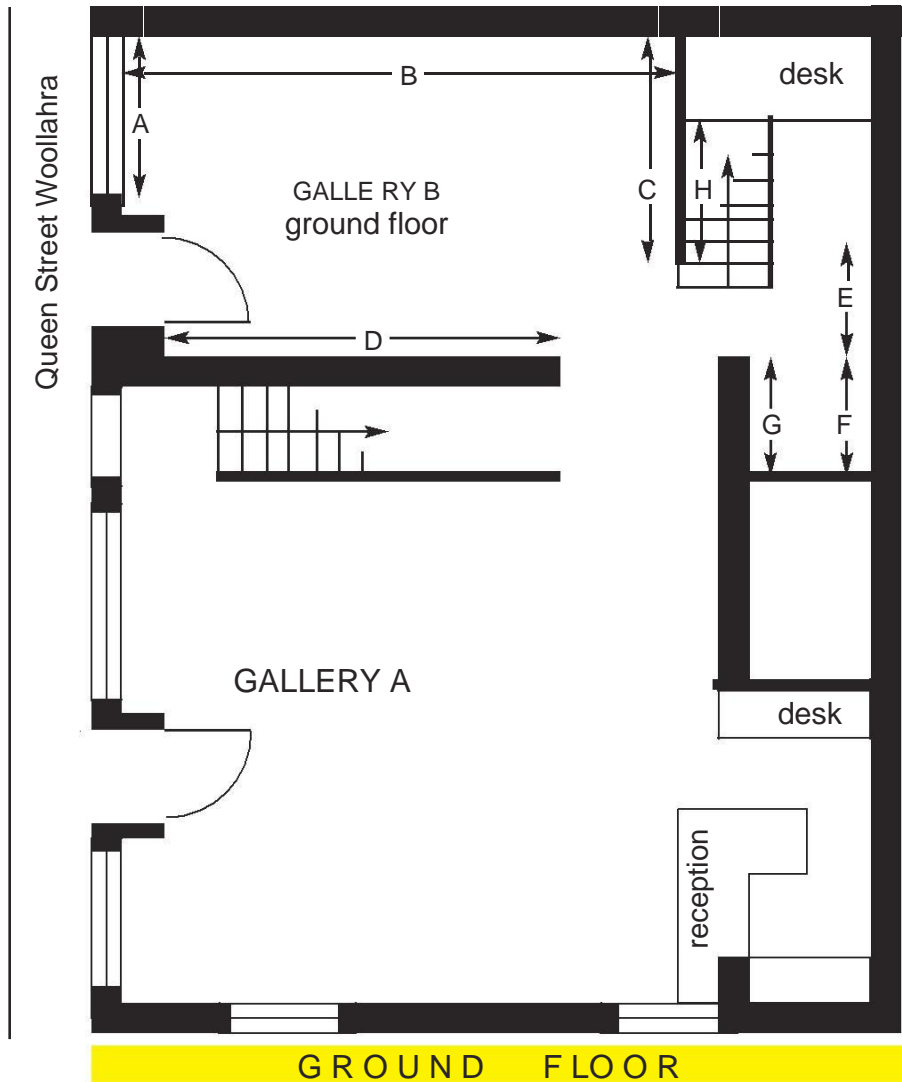 Queen Street Woollahra
B
desk
A
C
H
GALLE RY B
ground floor
E
D
G
F
GALLERY A
desk
reception
GROUND FLOOR